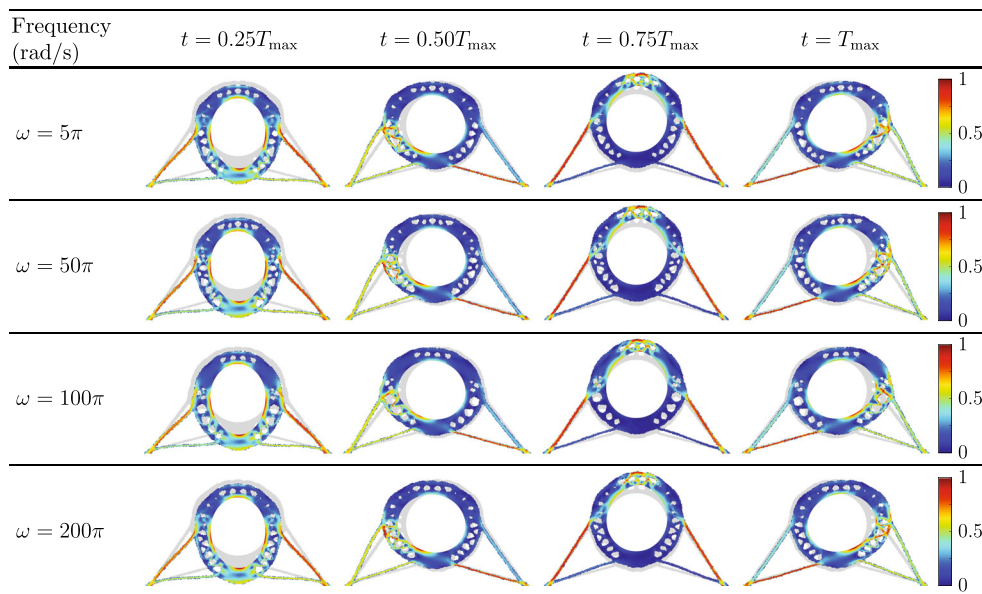 Frequency
(rad/s)
t = 0.25T_max
t = 0.50T_max
t = 0.75T_max
t = T_max
ω = 5π
1
0.5
0
ω = 50π
1
0.5
0
ω = 100π
1
0.5
0
ω = 200π
1
0.5
0